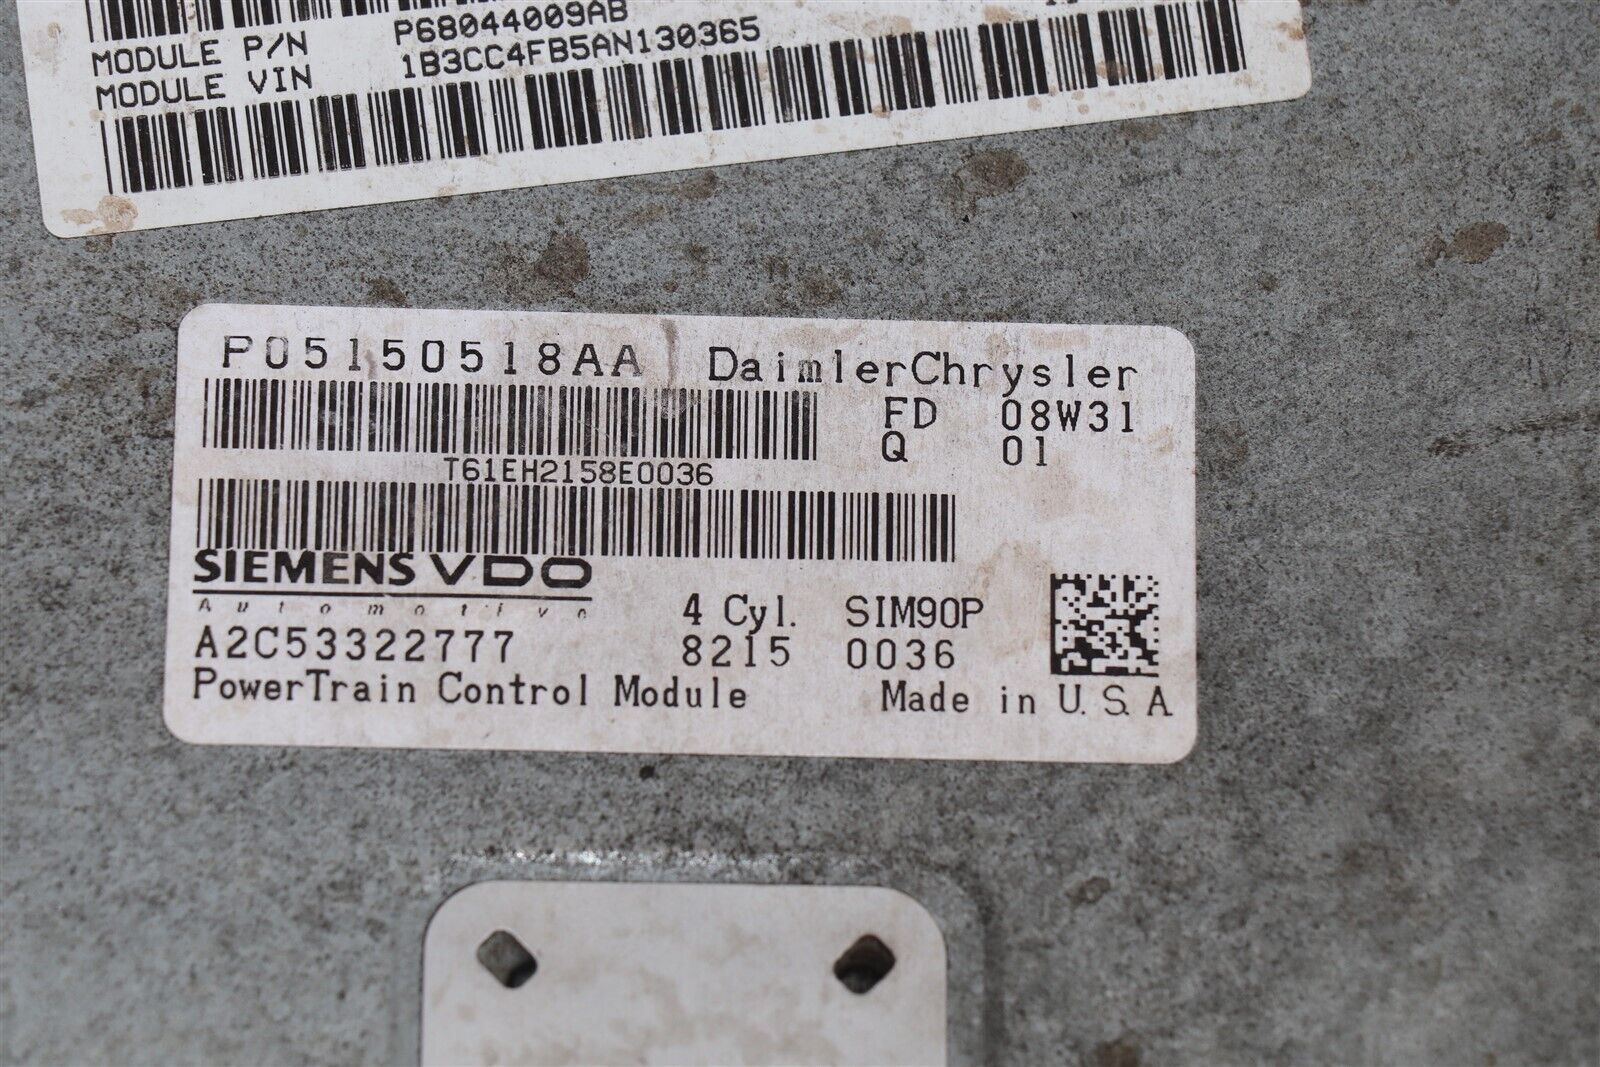 MODULE P/N P68044009AB
MODULE VIN 1B3CC4FB5AN130365
P05150518AA DaimlerChrysler
FD 08W31
Q 01
T61EH2158E0036
SIEMENS VDO
Automotive
4 Cyl. SIM90P
A2C53322777 8215 0036
PowerTrain Control Module Made in U.S.A